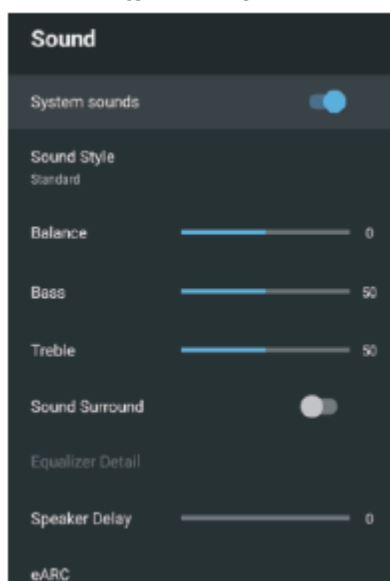 Sound
System sounds
Sound Style
Standard
Balance 0
Bass 50
Treble 50
Sound Surround
Equalizer Detail
Speaker Delay 0
eARC